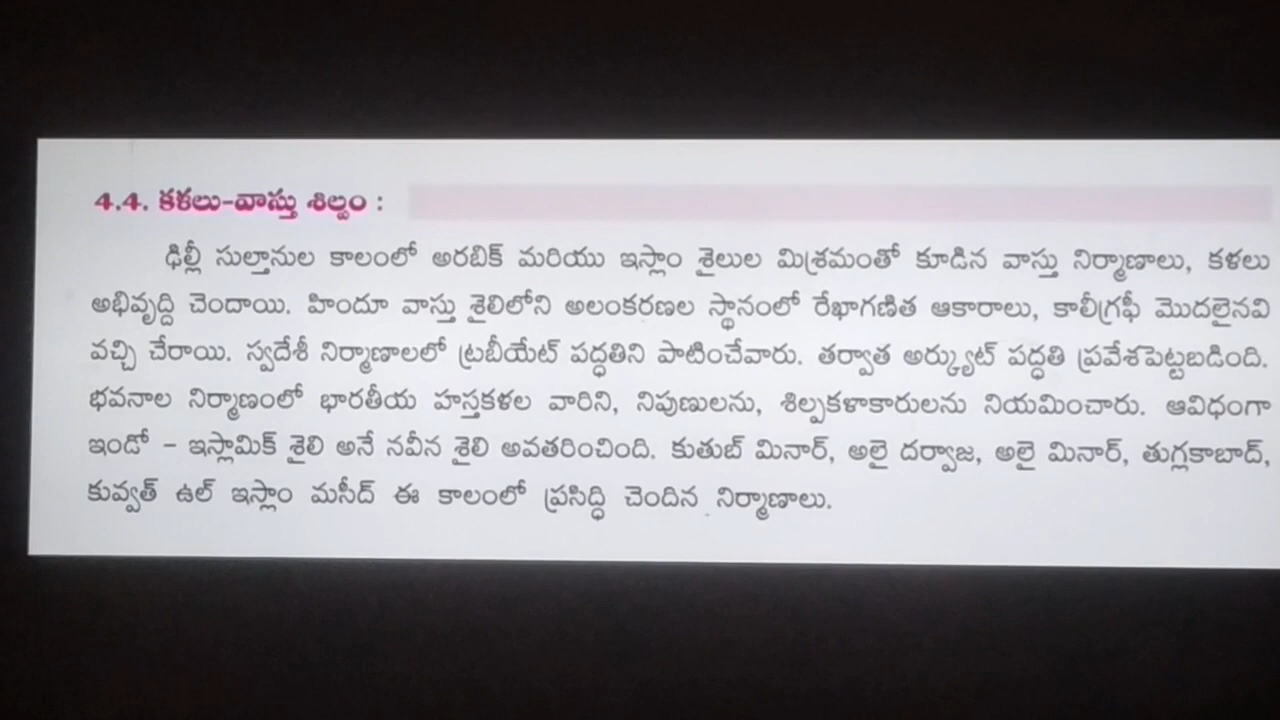 4.4. కళలు-వాస్తు శిల్పం :
ఢిల్లీ సుల్తానుల కాలంలో అరబిక్ మరియు ఇస్లాం శైలుల మిశ్రమంతో కూడిన వాస్తు నిర్మాణాలు, కళలు
అభివృద్ది చెందాయి. హిందూ వాస్తు శైలిలోని అలంకరణల స్థానంలో రేఖాగణిత ఆకారాలు, కాలీగ్రఫీ మొదలైనవి
వచ్చి చేరాయి. స్వదేశీ నిర్మాణాలలో ట్రబీయేట్ పద్ధతిని పాటించేవారు. తర్వాత అర్క్యుట్ పద్ధతి ప్రవేశపెట్టబడింది.
భవనాల నిర్మాణంలో భారతీయ హస్తకళల వారిని, నిపుణులను, శిల్పకళాకారులను నియమించారు. ఆవిధంగా
ఇండో – ఇస్లామిక్ శైలి అనే నవీన శైలి అవతరించింది. కుతుబ్ మినార్, అలై దర్వాజ, అలై మినార్, తుగ్లకాబాద్,
కువ్వత్ ఉల్ ఇస్లాం మసీద్ ఈ కాలంలో ప్రసిద్ధి చెందిన నిర్మాణాలు.